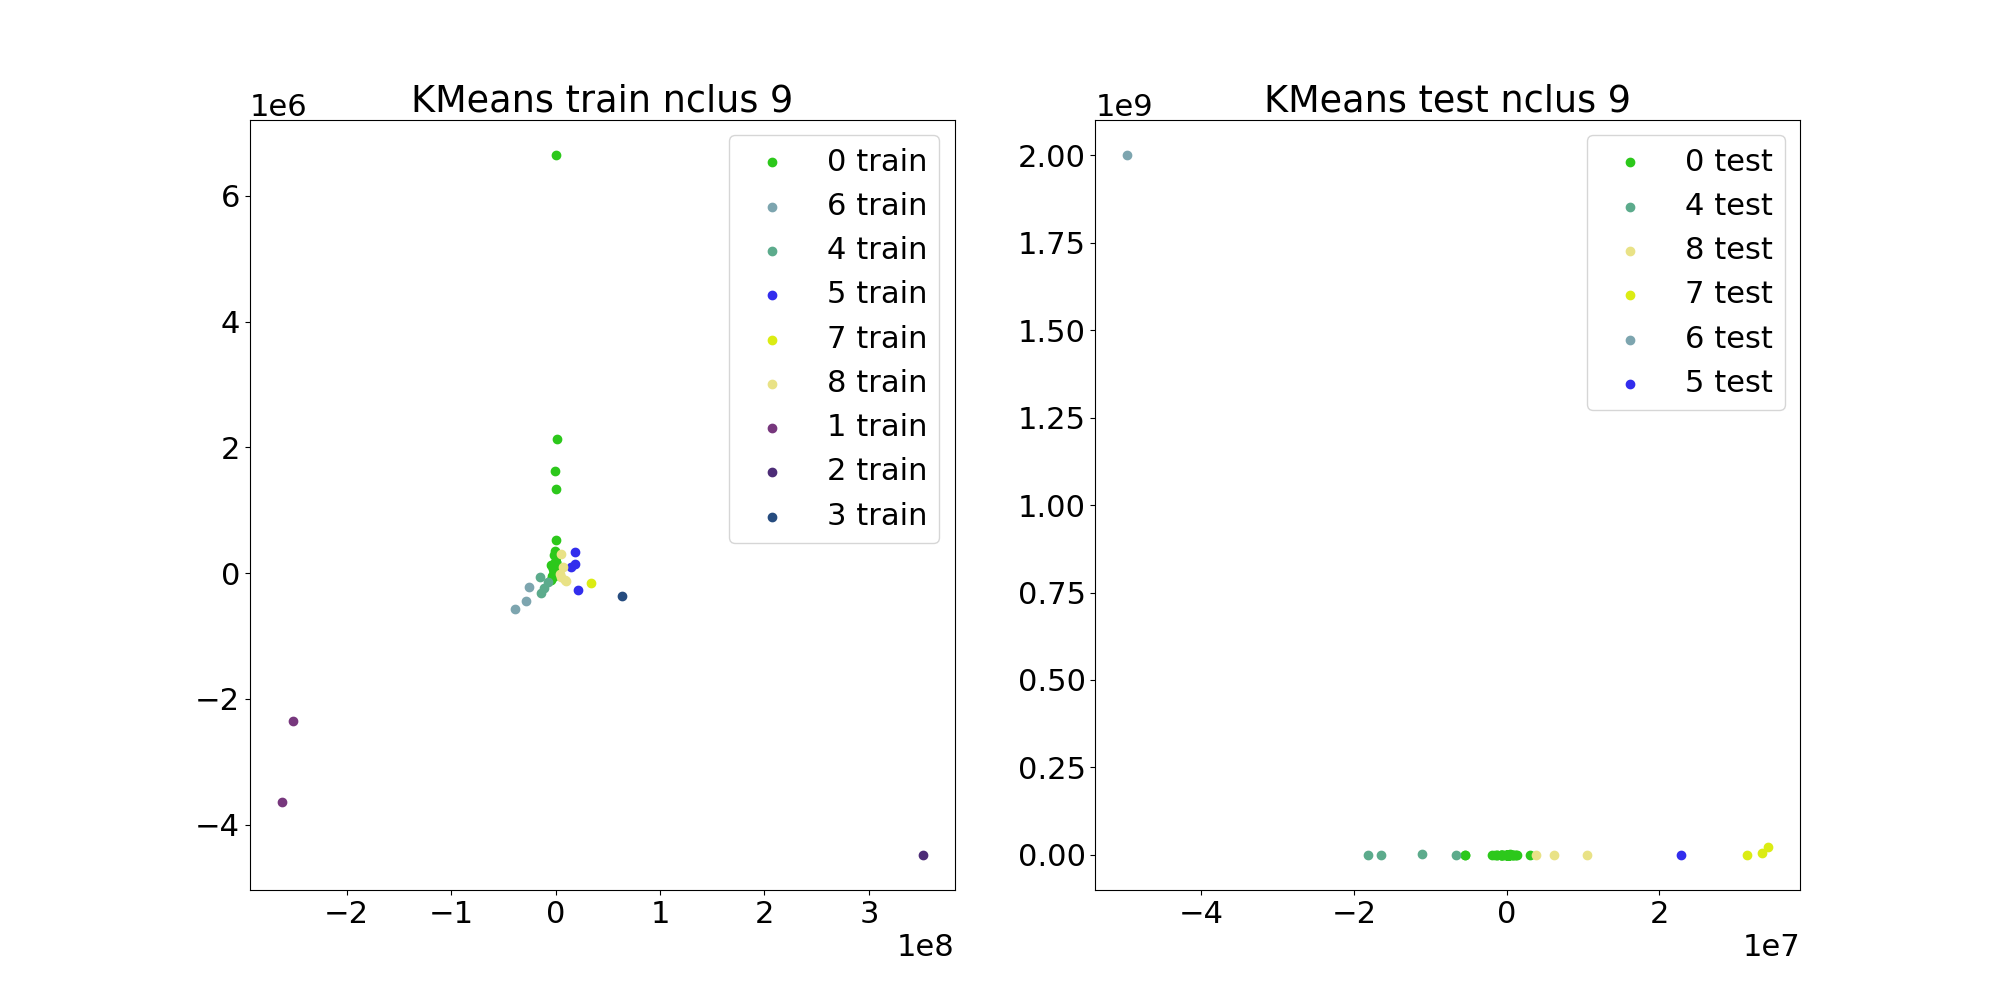 KMeans train nclus 9
1e6
6
4
2
0
−2
−4
−2
−1
0
1
2
3
1e8
0 train
6 train
4 train
5 train
7 train
8 train
1 train
2 train
3 train
KMeans test nclus 9
1e9
2.00
1.75
1.50
1.25
1.00
0.75
0.50
0.25
0.00
−4
−2
0
2
1e7
0 test
4 test
8 test
7 test
6 test
5 test